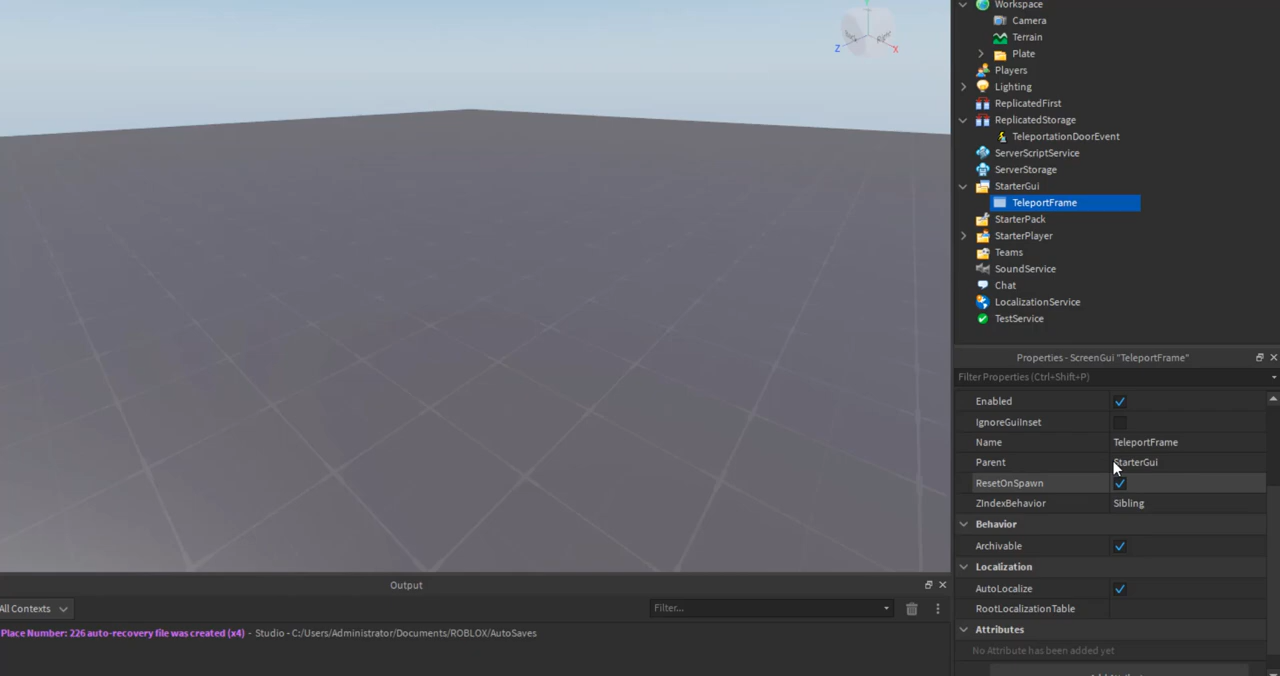 Workspace
Camera
Terrain
Plate
Players
Lighting
ReplicatedFirst
ReplicatedStorage
TeleportationDoorEvent
ServerScriptService
ServerStorage
StarterGui
TeleportFrame
StarterPack
StarterPlayer
Teams
SoundService
Chat
LocalizationService
TestService
Z
X
Properties - ScreenGui "TeleportFrame"
Filter Properties (Ctrl+Shift+P)
Enabled
IgnoreGuiInset
Name TeleportFrame
Parent StarterGui
ResetOnSpawn
ZIndexBehavior Sibling
Behavior
Archivable
Localization
AutoLocalize
RootLocalizationTable
Attributes
No Attribute has been added yet
Output
All Contexts
Filter...
Place Number: 226 auto-recovery file was created (x4) - Studio - C:/Users/Administrator/Documents/ROBLOX/AutoSaves